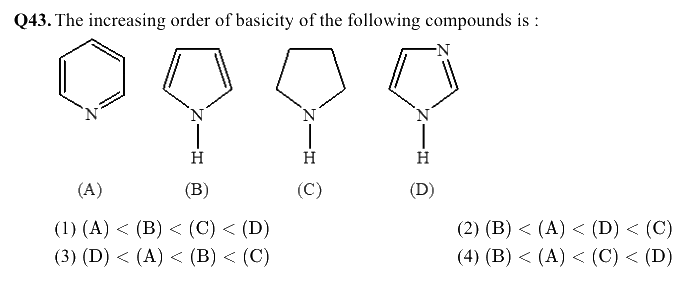 Q43. The increasing order of basicity of the following compounds is :
N
N
N
N
N
H
H
H
(A)
(B)
(C)
(D)
(1) (A) < (B) < (C) < (D)
(2) (B) < (A) < (D) < (C)
(3) (D) < (A) < (B) < (C)
(4) (B) < (A) < (C) < (D)